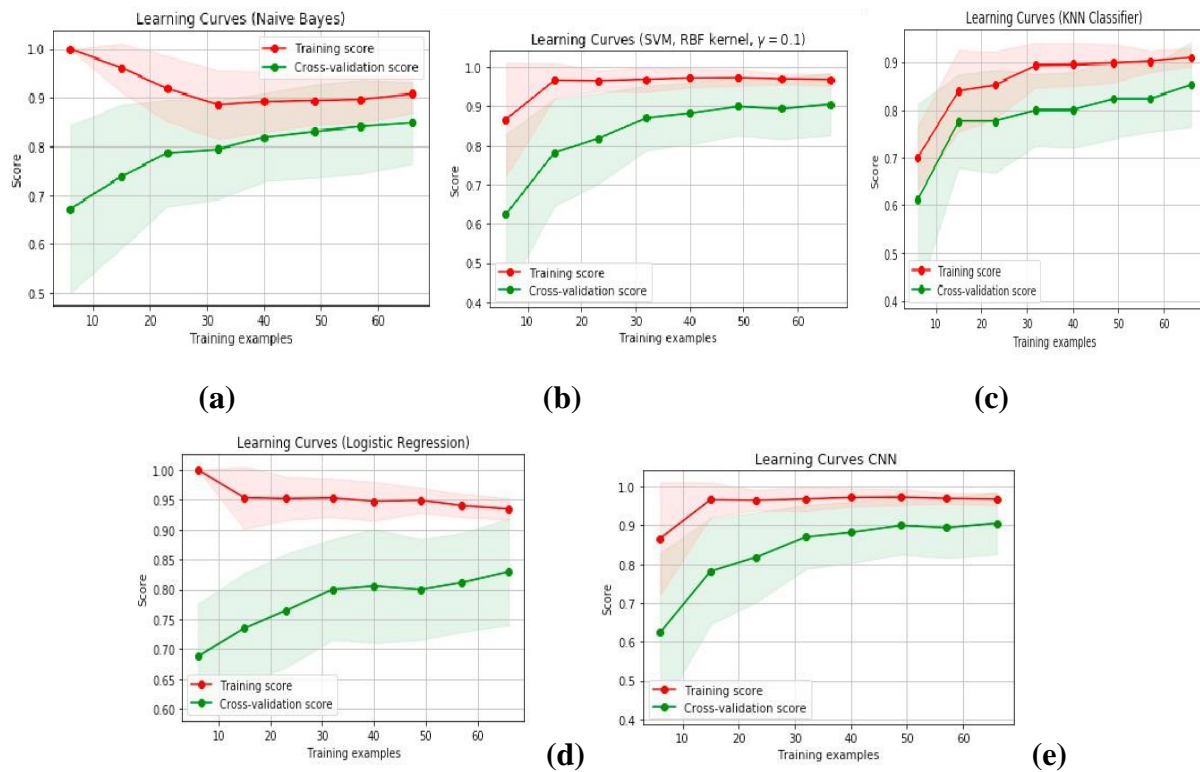 Learning Curves (Naive Bayes)
1.0
0.9
0.8
0.7
0.6
0.5
Score
Training score
Cross-validation score
10 20 30 40 50 60
Training examples
(a)
Learning Curves (SVM, RBF kernel, γ = 0.1)
1.0
0.9
0.8
0.7
0.6
0.5
0.4
Score
Training score
Cross-validation score
10 20 30 40 50 60
Training examples
(b)
Learning Curves (KNN Classifier)
1.0
0.9
0.8
0.7
0.6
0.5
0.4
Score
Training score
Cross-validation score
10 20 30 40 50 60
Training examples
(c)
Learning Curves (Logistic Regression)
1.00
0.95
0.90
0.85
0.80
0.75
0.70
0.65
0.60
Score
Training score
Cross-validation score
10 20 30 40 50 60
Training examples
(d)
Learning Curves CNN
1.0
0.9
0.8
0.7
0.6
0.5
0.4
Score
Training score
Cross-validation score
10 20 30 40 50 60
Training examples
(e)